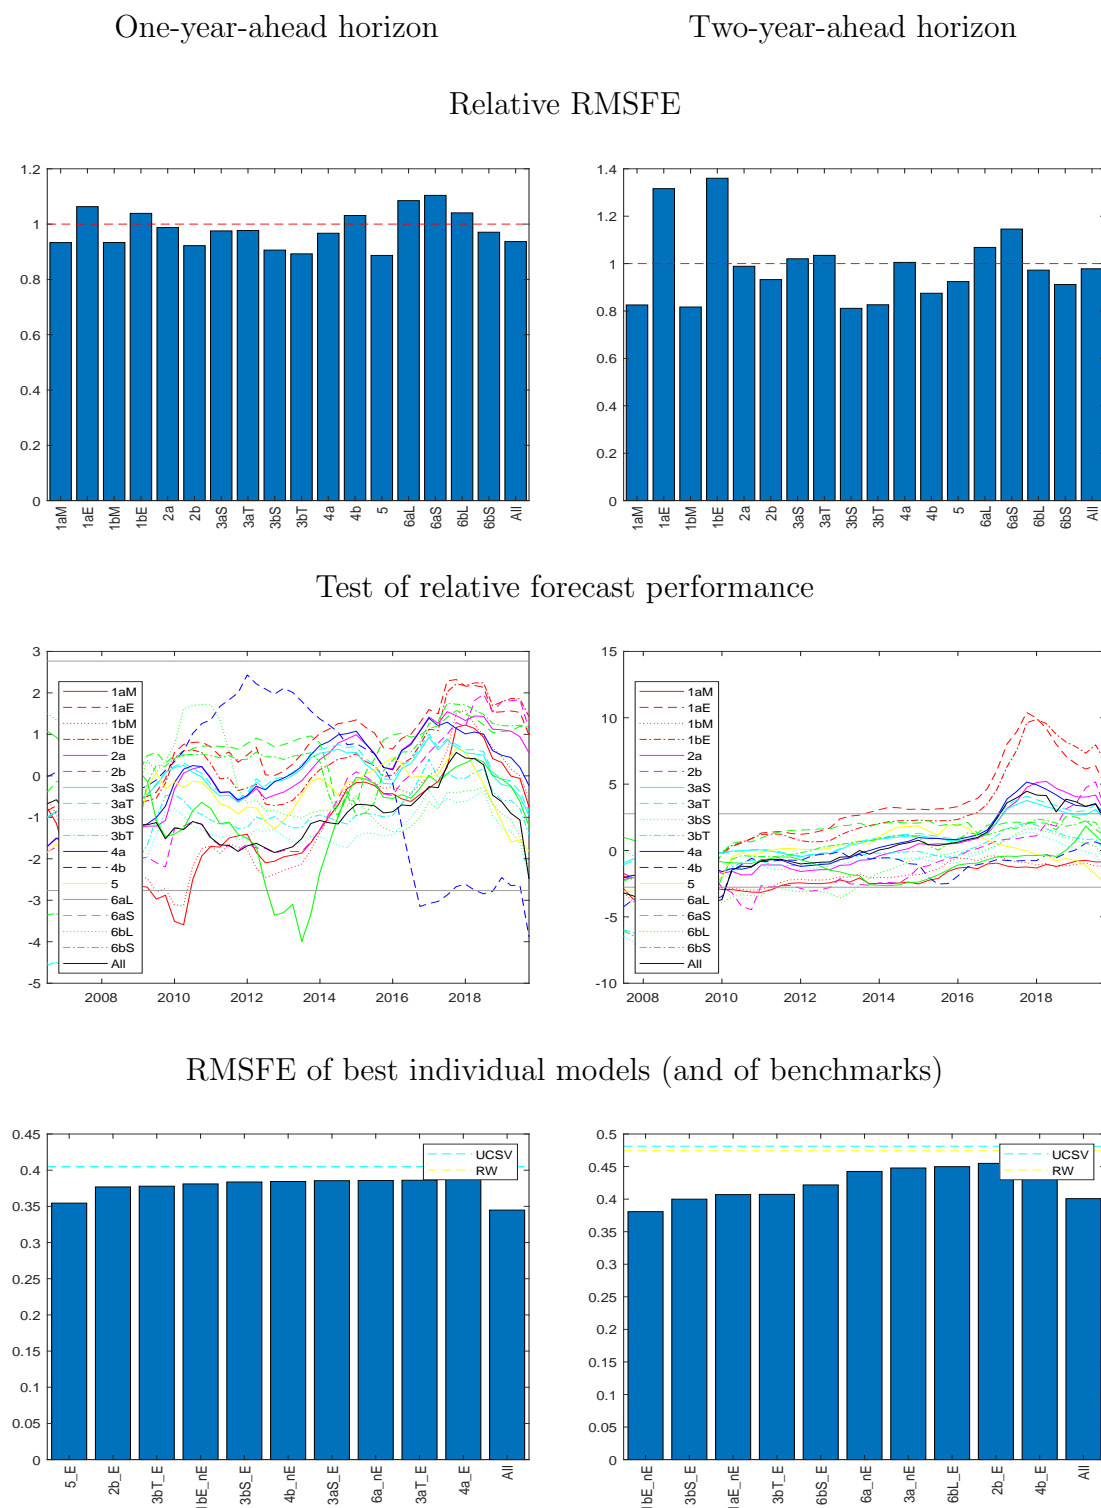 One-year-ahead horizon
Two-year-ahead horizon
Relative RMSFE
1.2
1
0.8
0.6
0.4
0.2
0
1aM
1aE
1bM
1bE
2a
2b
3aS
3aT
3bS
3bT
4a
4b
5
6aL
6aS
6bL
6bS
All
1.4
1.2
1
0.8
0.6
0.4
0.2
0
1aM
1aE
1bM
1bE
2a
2b
3aS
3aT
3bS
3bT
4a
4b
5
6aL
6aS
6bL
6bS
All
Test of relative forecast performance
3
2
1
0
-1
-2
-3
-4
-5
1aM
1aE
1bM
1bE
2a
2b
3aS
3aT
3bS
3bT
4a
4b
5
6aL
6aS
6bL
6bS
All
2008 2010 2012 2014 2016 2018
15
10
5
0
-5
-10
1aM
1aE
1bM
1bE
2a
2b
3aS
3aT
3bS
3bT
4a
4b
5
6aL
6aS
6bL
6bS
All
2008 2010 2012 2014 2016 2018
RMSFE of best individual models (and of benchmarks)
0.45
0.4
0.35
0.3
0.25
0.2
0.15
0.1
0.05
0
UCSV
RW
5_E
2b_E
3bT_E
1bE_nE
3bS_E
4b_nE
3aS_E
6a_nE
3aT_E
4a_E
All
0.5
0.45
0.4
0.35
0.3
0.25
0.2
0.15
0.1
0.05
0
UCSV
RW
1bE_nE
3bS_E
1aE_nE
3bT_E
6bS_E
6a_nE
3a_nE
6bL_E
2b_E
4b_E
All